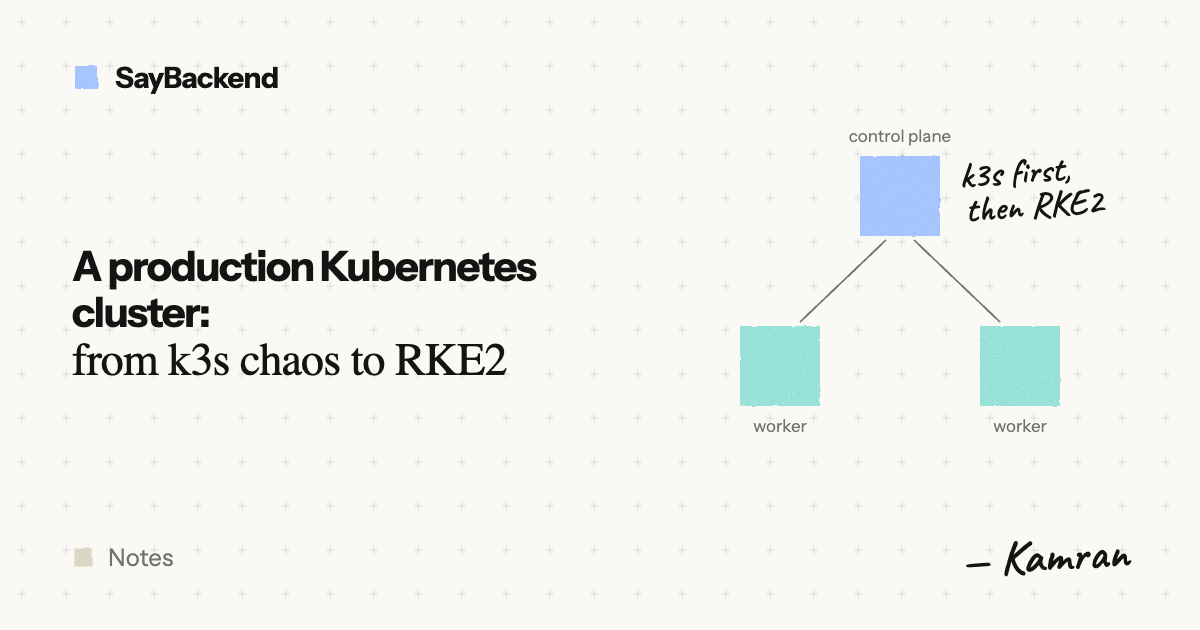 SayBackend
control plane
k3s first,
then RKE2
A production Kubernetes
cluster:
from k3s chaos to RKE2
worker
worker
Notes
– Kamran